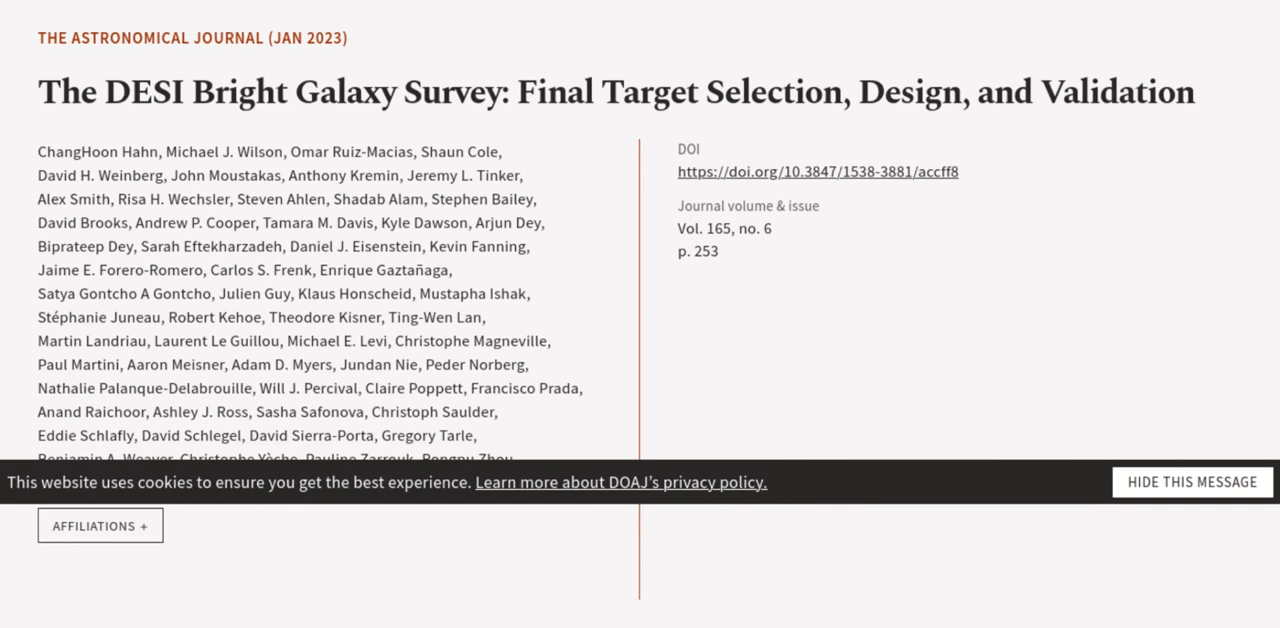 THE ASTRONOMICAL JOURNAL (JAN 2023)
The DESI Bright Galaxy Survey: Final Target Selection, Design, and Validation
ChangHoon Hahn, Michael J. Wilson, Omar Ruiz-Macias, Shaun Cole,
David H. Weinberg, John Moustakas, Anthony Kremin, Jeremy L. Tinker,
Alex Smith, Risa H. Wechsler, Steven Ahlen, Shadab Alam, Stephen Bailey,
David Brooks, Andrew P. Cooper, Tamara M. Davis, Kyle Dawson, Arjun Dey,
Biprateep Dey, Sarah Eftekharzadeh, Daniel J. Eisenstein, Kevin Fanning,
Jaime E. Forero-Romero, Carlos S. Frenk, Enrique Gaztañaga,
Satya Gontcho A Gontcho, Julien Guy, Klaus Honscheid, Mustapha Ishak,
Stéphanie Juneau, Robert Kehoe, Theodore Kisner, Ting-Wen Lan,
Martin Landriau, Laurent Le Guillou, Michael E. Levi, Christophe Magneville,
Paul Martini, Aaron Meisner, Adam D. Myers, Jundan Nie, Peder Norberg,
Nathalie Palanque-Delabrouille, Will J. Percival, Claire Poppett, Francisco Prada,
Anand Raichoor, Ashley J. Ross, Sasha Safonova, Christoph Saulder,
Eddie Schlafly, David Schlegel, David Sierra-Porta, Gregory Tarle,
Benjamin A. Weaver, Christophe Yèche, Pauline Zarrouk, Rongpu Zhou,
DOI
https://doi.org/10.3847/1538-3881/accff8
Journal volume & issue
Vol. 165, no. 6
p. 253
This website uses cookies to ensure you get the best experience. Learn more about DOAJ's privacy policy.
HIDE THIS MESSAGE
AFFILIATIONS +